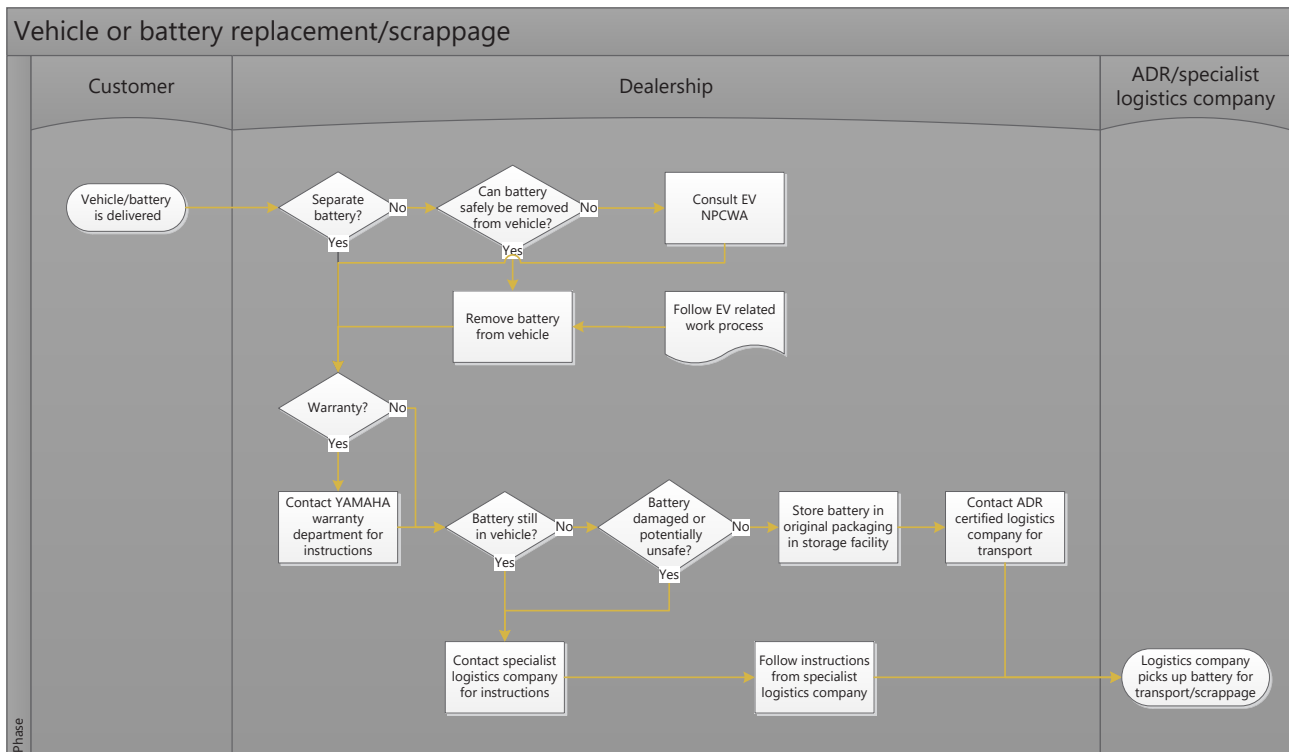 Vehicle or battery replacement/scrappage
Customer
Dealership
ADR/specialist
logistics company
Vehicle/battery
is delivered
Separate
battery?
No
Yes
Can battery
safely be removed
from vehicle?
No
Yes
Consult EV
NPCWA
Remove battery
from vehicle
Follow EV related
work process
Warranty?
No
Yes
Contact YAMAHA
warranty
department for
instructions
Battery still
in vehicle?
No
Yes
Battery
damaged or
potentially
unsafe?
No
Yes
Store battery in
original packaging
in storage facility
Contact ADR
certified logistics
company for
transport
Contact specialist
logistics company
for instructions
Follow instructions
from specialist
logistics company
Logistics company
picks up battery for
transport/scrappage
Phase